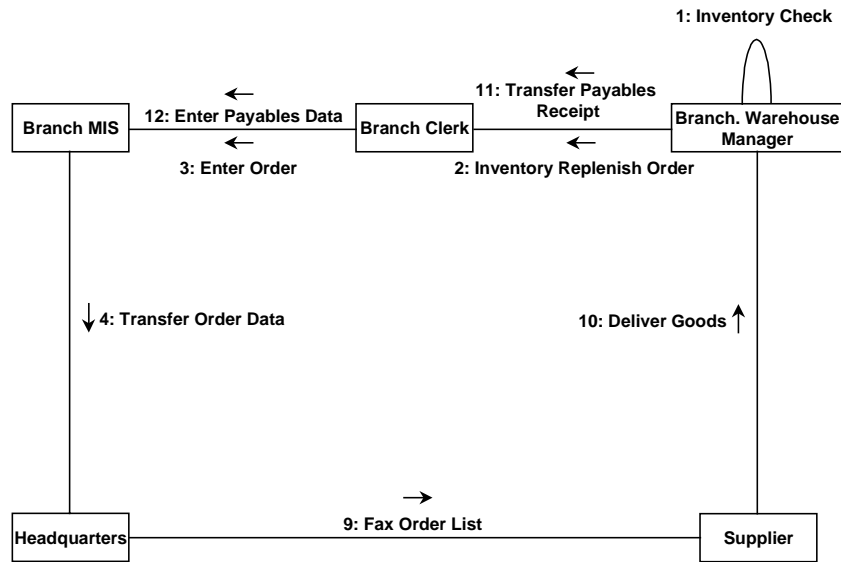 1: Inventory Check
11: Transfer Payables
Receipt
12: Enter Payables Data
Branch MIS
Branch Clerk
Branch. Warehouse
Manager
3: Enter Order
2: Inventory Replenish Order
4: Transfer Order Data
10: Deliver Goods
Headquarters
9: Fax Order List
Supplier